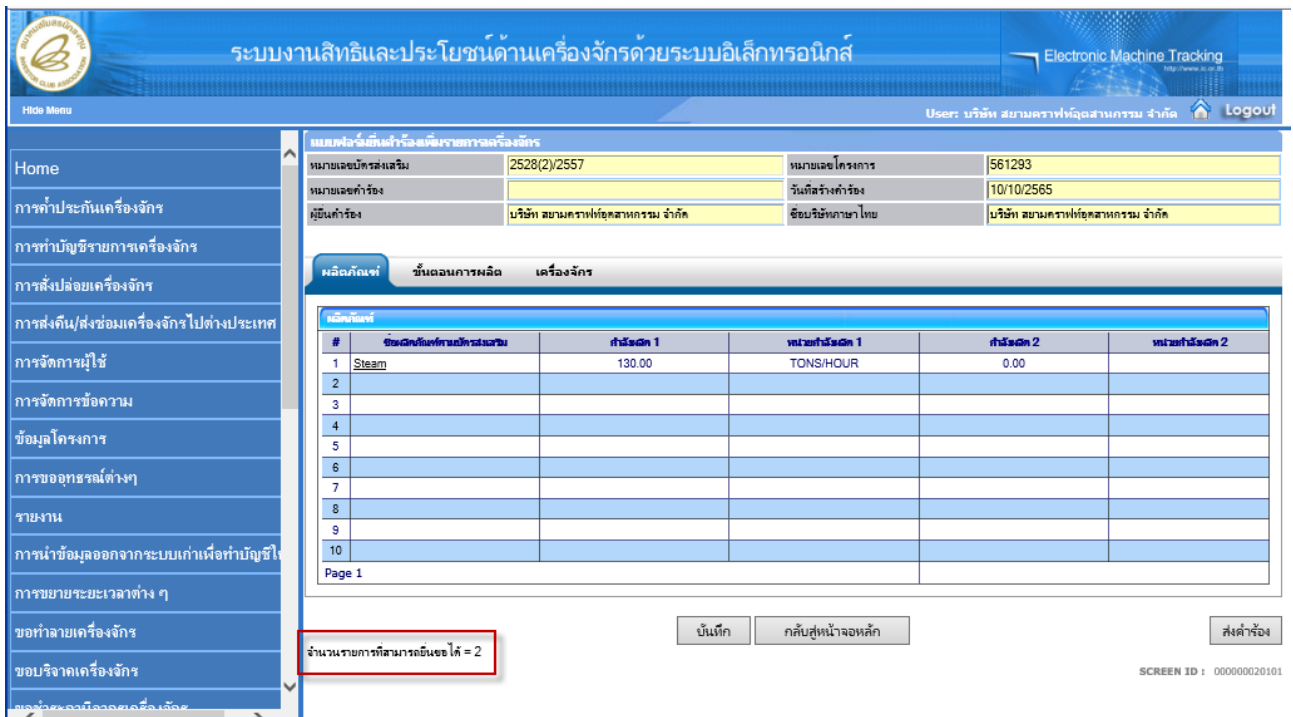 ระบบงานสิทธิและประโยชน์ด้านเครื่องจักรด้วยระบบอิเล็กทรอนิกส์
Electronic Machine Tracking
http://www.ic.or.th
Hide Menu
User: บริษัท สยามคราฟท์อุตสาหกรรม จำกัด Logout
แบบฟอร์มยื่นคำร้องเพิ่มรายการเครื่องจักร
Home
หมายเลขบัตรส่งเสริม 2528(2)/2557 หมายเลขโครงการ 561293
หมายเลขคำร้อง วันที่สร้างคำร้อง 10/10/2565
ผู้ยื่นคำร้อง บริษัท สยามคราฟท์อุตสาหกรรม จำกัด ชื่อบริษัทภาษาไทย บริษัท สยามคราฟท์อุตสาหกรรม จำกัด
การค้ำประกันเครื่องจักร
การทำบัญชีรายการเครื่องจักร
การสั่งปล่อยเครื่องจักร
การส่งคืน/ส่งซ่อมเครื่องจักรไปต่างประเทศ
การจัดการผู้ใช้
การจัดการข้อความ
ข้อมูลโครงการ
การขออุทธรณ์ต่างๆ
รายงาน
การนำข้อมูลออกจากระบบเก่าเพื่อทำบัญชีให
การขยายระยะเวลาต่าง ๆ
ขอทำลายเครื่องจักร
ขอบริจาคเครื่องจักร
ขอชำระภาษีอากรเครื่องจักร
ผลิตภัณฑ์ ขั้นตอนการผลิต เครื่องจักร
ผลิตภัณฑ์
# ชื่อผลิตภัณฑ์ตามบัตรส่งเสริม กำลังผลิต 1 หน่วยกำลังผลิต 1 กำลังผลิต 2 หน่วยกำลังผลิต 2
1 Steam 130.00 TONS/HOUR 0.00
2
3
4
5
6
7
8
9
10
Page 1
บันทึก กลับสู่หน้าจอหลัก ส่งคำร้อง
จำนวนรายการที่สามารถยื่นขอได้ = 2
SCREEN ID : 000000020101